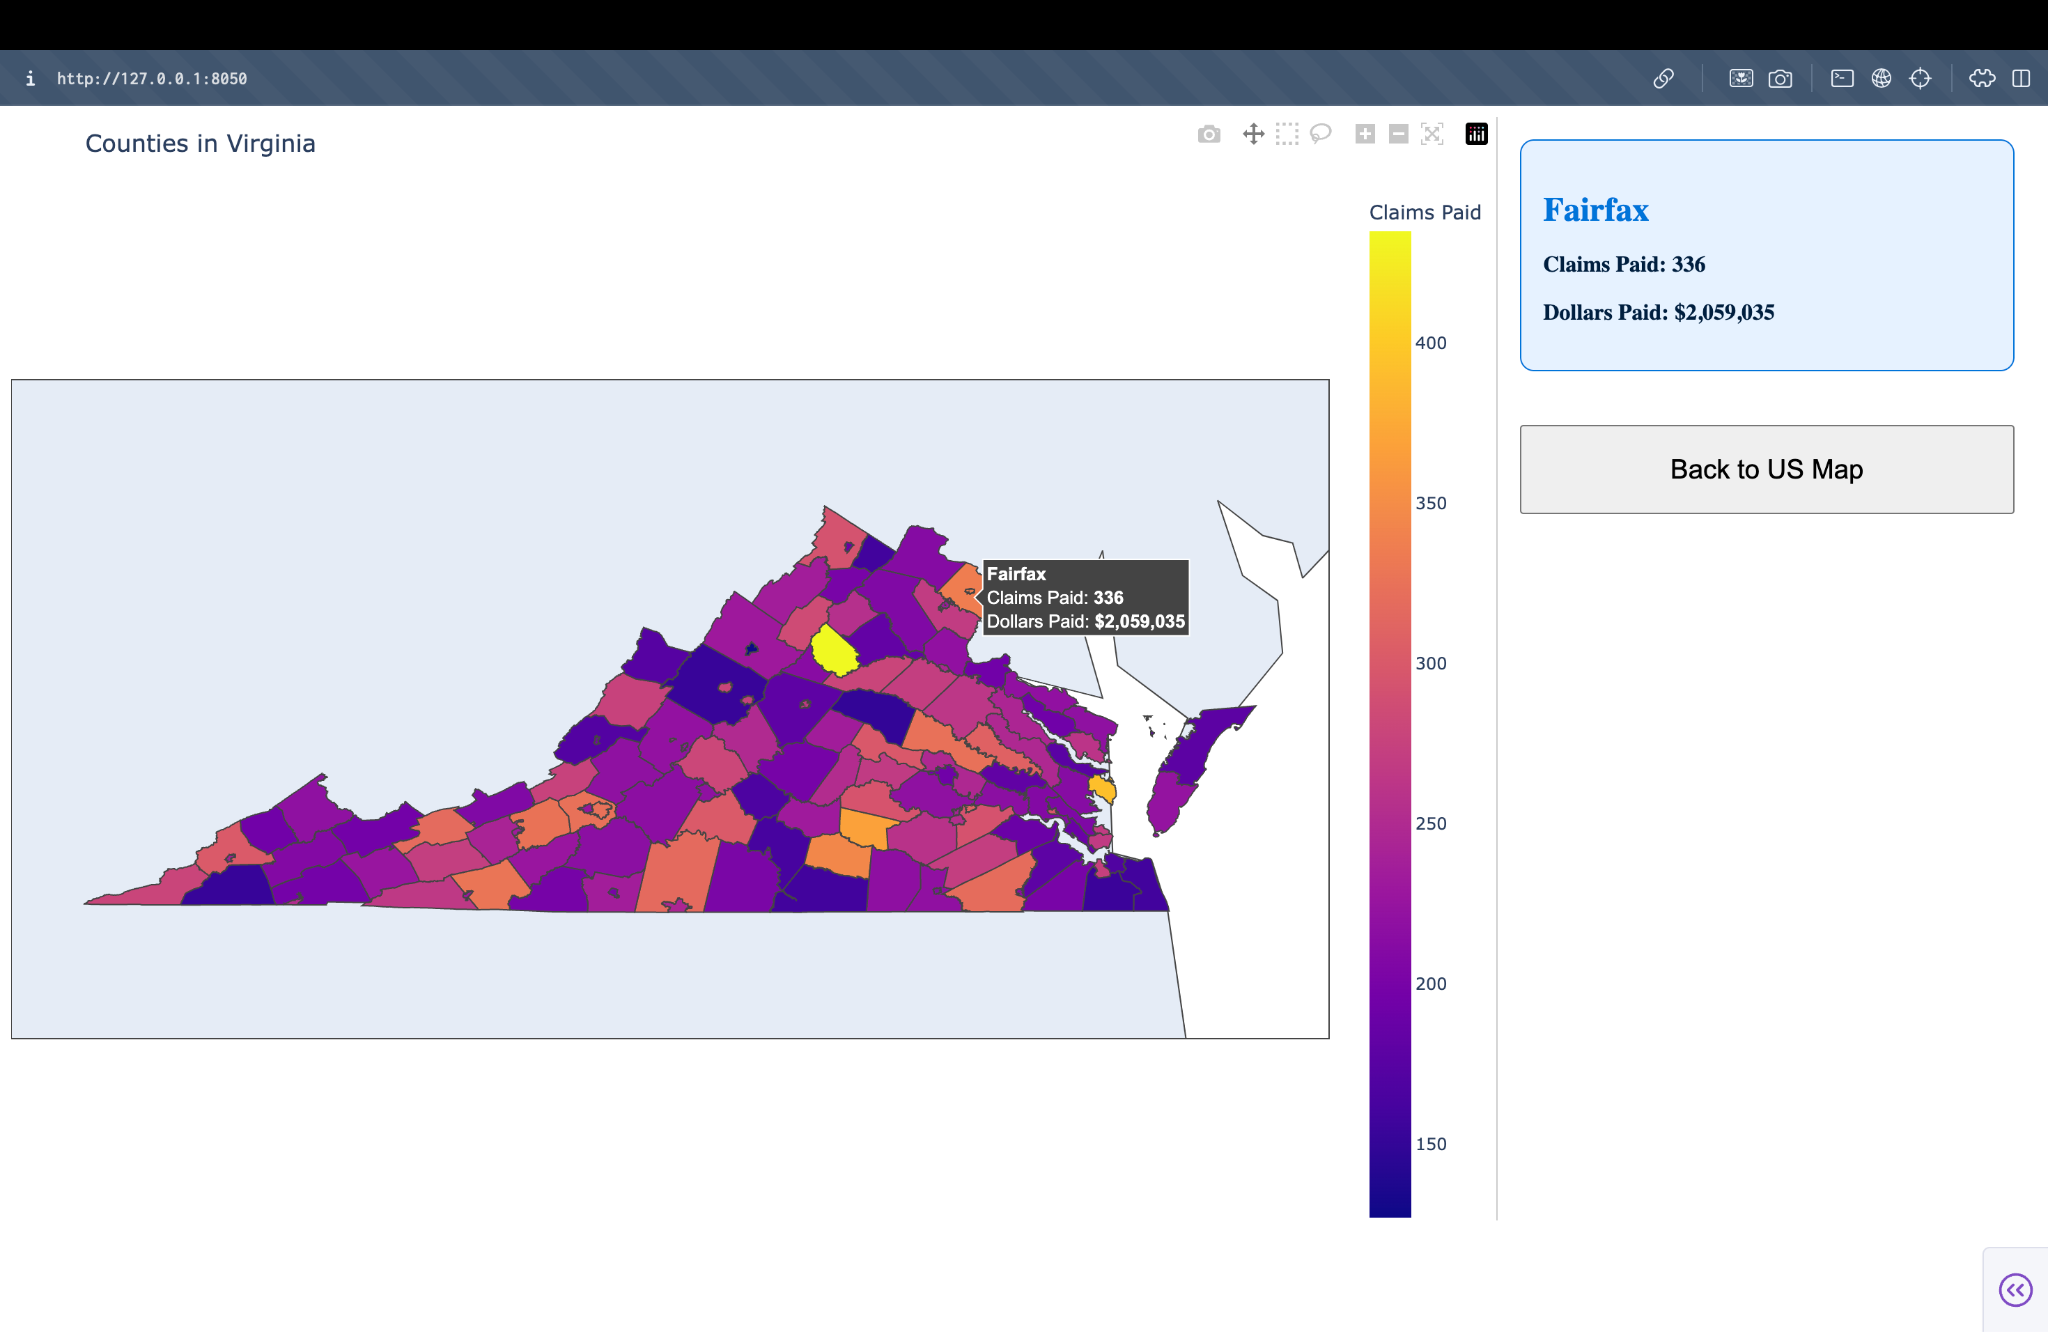 i http://127.0.0.1:8050
Counties in Virginia
Claims Paid
400
350
300
250
200
150
Fairfax
Claims Paid: 336
Dollars Paid: $2,059,035
Fairfax
Claims Paid: 336
Dollars Paid: $2,059,035
Back to US Map